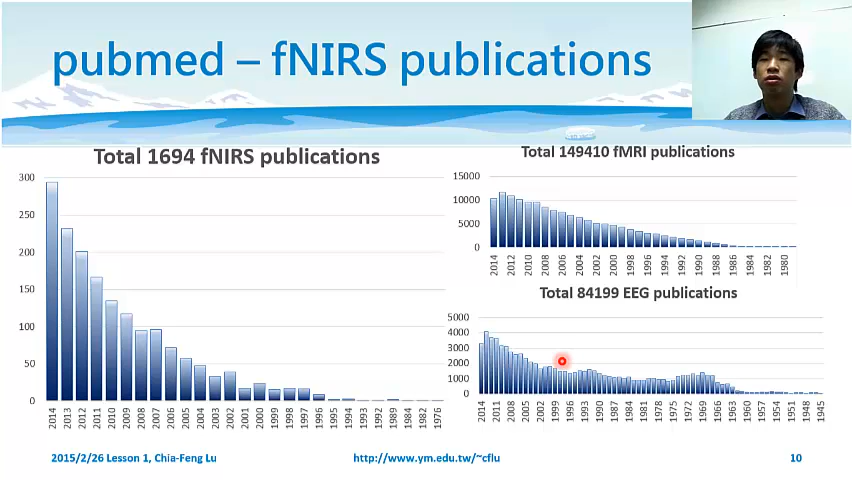 pubmed – fNIRS publications
Total 1694 fNIRS publications
300
250
200
150
100
50
0
2014 2013 2012 2011 2010 2009 2008 2007 2006 2005 2004 2003 2002 2001 2000 1999 1998 1997 1996 1995 1994 1993 1992 1989 1984 1982 1976
Total 149410 fMRI publications
15000
10000
5000
0
2014 2012 2010 2008 2006 2004 2002 2000 1998 1996 1994 1992 1990 1988 1986 1984 1982 1980
Total 84199 EEG publications
5000
4000
3000
2000
1000
0
2014 2011 2008 2005 2002 1999 1996 1993 1990 1987 1984 1981 1978 1975 1972 1969 1966 1963 1960 1957 1954 1951 1948 1945
2015/2/26 Lesson 1, Chia-Feng Lu
http://www.ym.edu.tw/~cflu
10